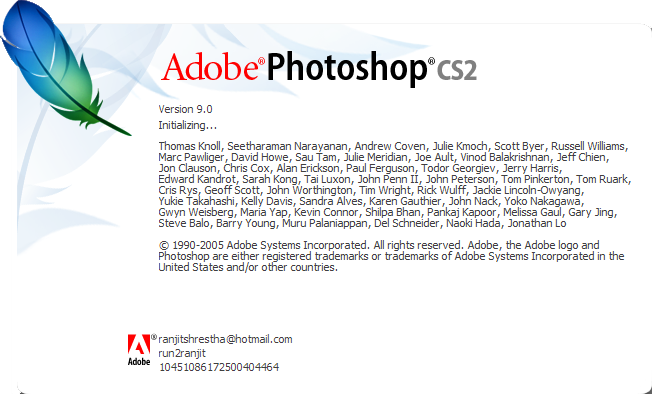 Adobe® Photoshop® CS2
Version 9.0
Initializing...
Thomas Knoll, Seetharaman Narayanan, Andrew Coven, Julie Kmoch, Scott Byer, Russell Williams,
Marc Pawliger, David Howe, Sau Tam, Julie Meridian, Joe Ault, Vinod Balakrishnan, Jeff Chien,
Jon Clauson, Chris Cox, Alan Erickson, Paul Ferguson, Todor Georgiev, Jerry Harris,
Edward Kandrot, Sarah Kong, Tai Luxon, John Penn II, John Peterson, Tom Pinkerton, Tom Ruark,
Cris Rys, Geoff Scott, John Worthington, Tim Wright, Rick Wulff, Jackie Lincoln-Owyang,
Yukie Takahashi, Kelly Davis, Sandra Alves, Karen Gauthier, John Nack, Yoko Nakagawa,
Gwyn Weisberg, Maria Yap, Kevin Connor, Shilpa Bhan, Pankaj Kapoor, Melissa Gaul, Gary Jing,
Steve Balo, Barry Young, Muru Palaniappan, Del Schneider, Naoki Hada, Jonathan Lo
© 1990-2005 Adobe Systems Incorporated. All rights reserved. Adobe, the Adobe logo and
Photoshop are either registered trademarks or trademarks of Adobe Systems Incorporated in the
United States and/or other countries.
® ranjitshrestha@hotmail.com
run2ranjit
Adobe 10451086172500404464